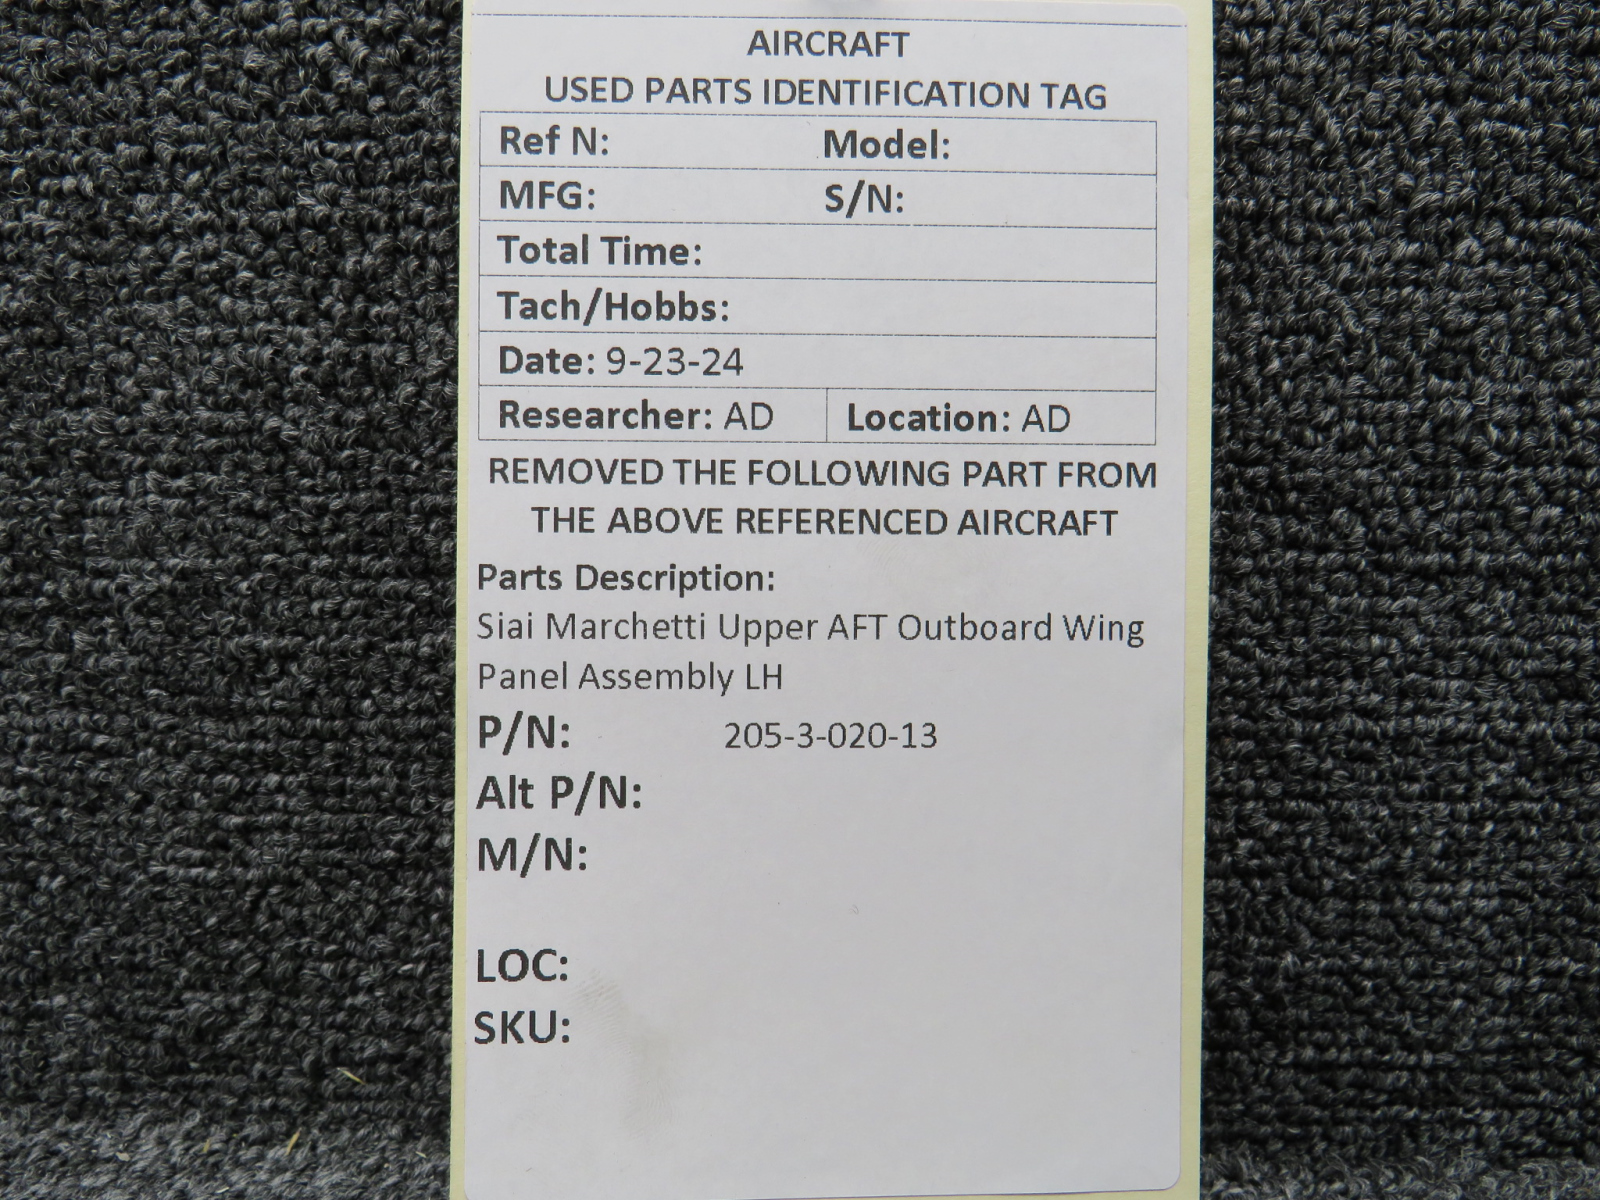 AIRCRAFT
USED PARTS IDENTIFICATION TAG
Ref N: Model:
MFG: S/N:
Total Time:
Tach/Hobbs:
Date: 9-23-24
Researcher: AD Location: AD
REMOVED THE FOLLOWING PART FROM
THE ABOVE REFERENCED AIRCRAFT
Parts Description:
Siai Marchetti Upper AFT Outboard Wing
Panel Assembly LH
P/N: 205-3-020-13
Alt P/N:
M/N:
LOC:
SKU: